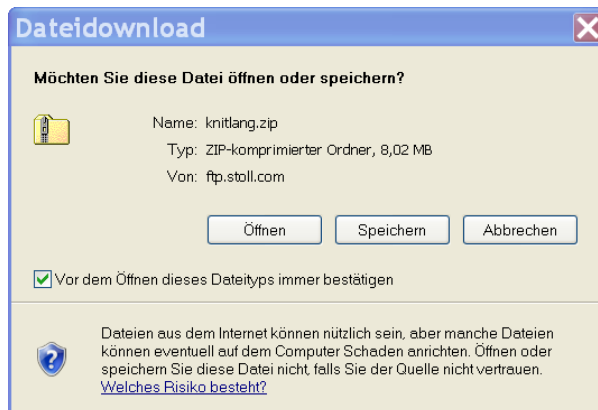 Dateidownload
Möchten Sie diese Datei öffnen oder speichern?
Name: knitlang.zip
Typ: ZIP-komprimierter Ordner, 8,02 MB
Von: ftp.stoll.com
Öffnen Speichern Abbrechen
Vor dem Öffnen dieses Dateityps immer bestätigen
Dateien aus dem Internet können nützlich sein, aber manche Dateien
können eventuell auf dem Computer Schaden anrichten. Öffnen oder
speichern Sie diese Datei nicht, falls Sie der Quelle nicht vertrauen.
Welches Risiko besteht?